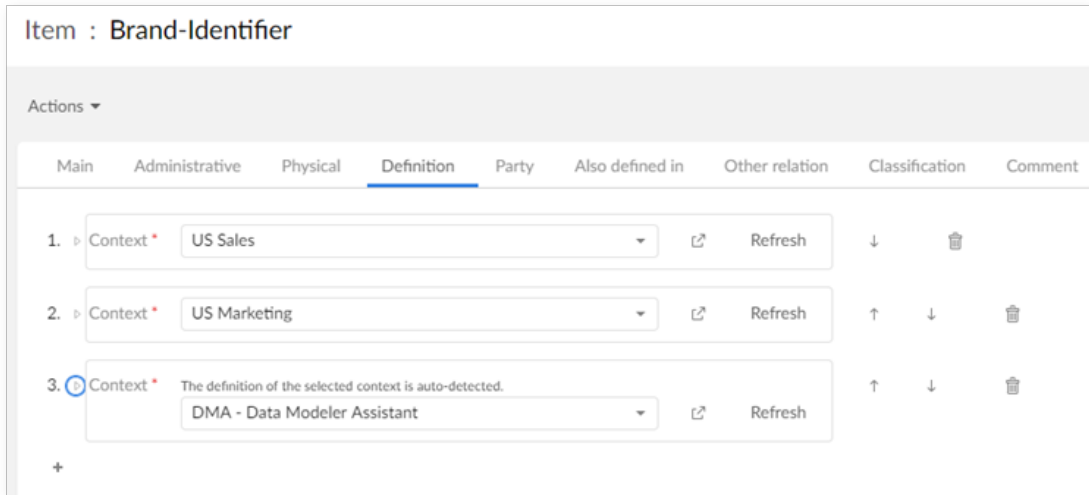 Item : Brand-Identifier
Actions
Main Administrative Physical Definition Party Also defined in Other relation Classification Comment
1. Context * US Sales Refresh
2. Context * US Marketing Refresh
3. Context * The definition of the selected context is auto-detected.
DMA - Data Modeler Assistant Refresh
+